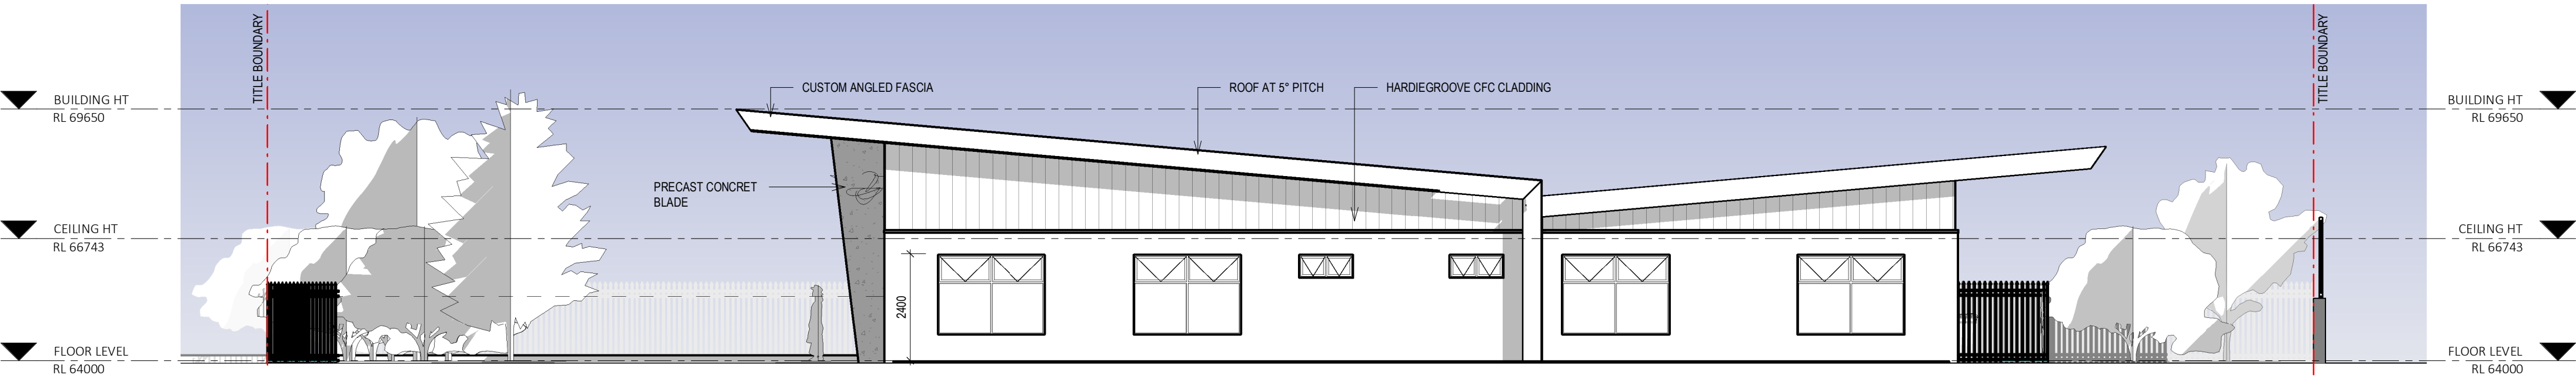 TITLE BOUNDARY
TITLE BOUNDARY
CUSTOM ANGLED FASCIA
ROOF AT 5° PITCH
HARDIEGROOVE CFC CLADDING
BUILDING HT
RL 69650
BUILDING HT
RL 69650
PRECAST CONCRET
BLADE
CEILING HT
RL 66743
CEILING HT
RL 66743
2400
FLOOR LEVEL
RL 64000
FLOOR LEVEL
RL 64000